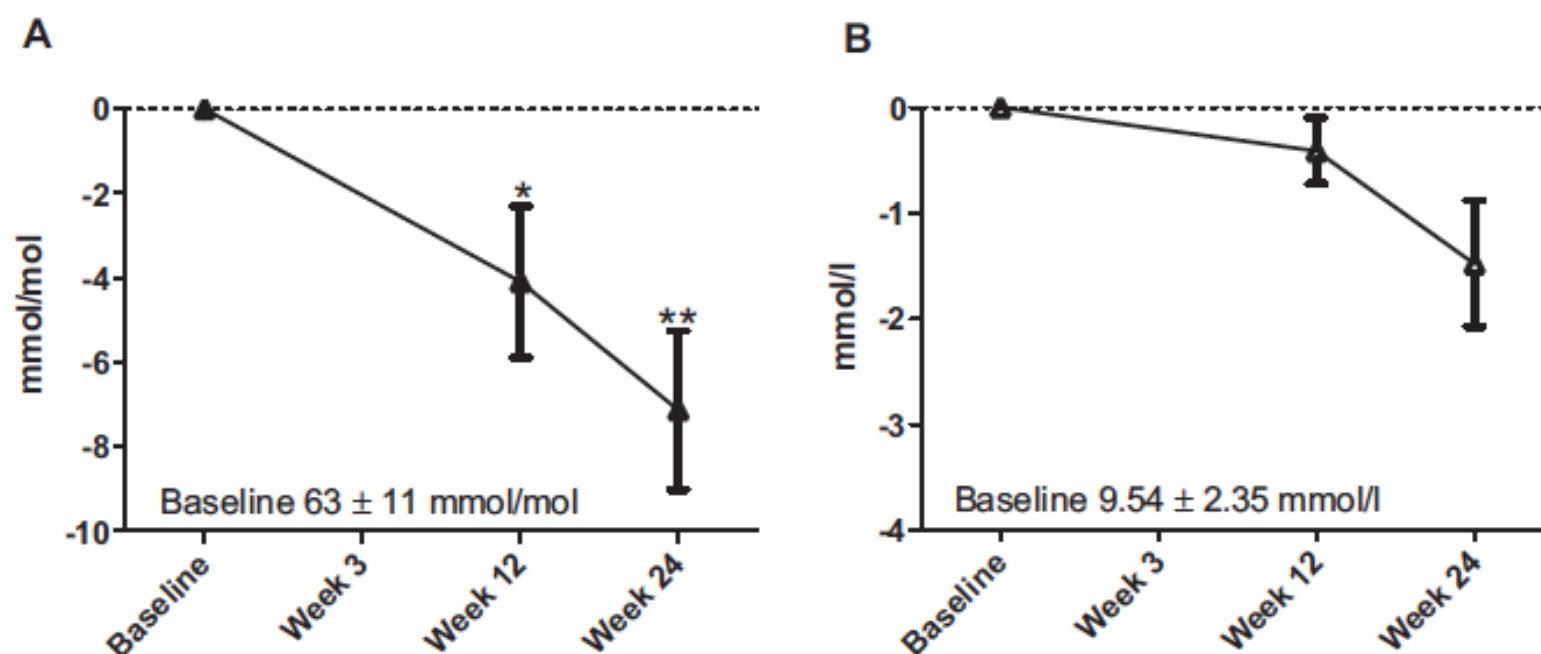 A
mmol/mol
0
-2
-4
-6
-8
-10
*
**
Baseline 63 ± 11 mmol/mol
Baseline
Week 3
Week 12
Week 24
B
mmol/l
0
-1
-2
-3
-4
Baseline 9.54 ± 2.35 mmol/l
Baseline
Week 3
Week 12
Week 24